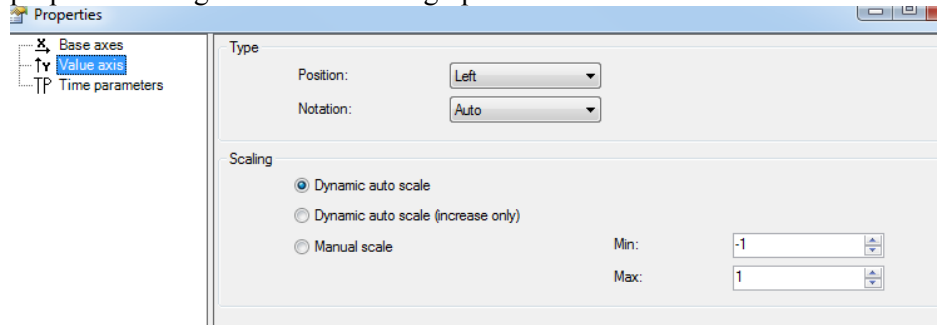 Properties
X Base axes
Y Value axis
TP Time parameters
Type
Position: Left
Notation: Auto
Scaling
Dynamic auto scale
Dynamic auto scale (increase only)
Manual scale
Min: -1
Max: 1